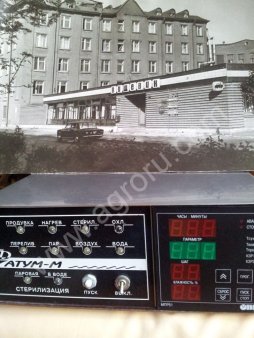 www.agroru.com
ПРОДУВКА НАГРЕВ СТЕРИЛ. ОХЛ.
ПЕРЕЛИВ ПАР ВОЗДУХ ВОДА
АТУМ-М
ПАРОВАЯ В ВОДЕ
СТЕРИЛИЗАЦИЯ
ПУСК ВЫКЛ.
ЧАСЫ МИНУТЫ
ПАРАМЕТР
ШАГ
ВЛАЖНОСТЬ %
ПРОГ
СБРОС
ПУСК
СТОП